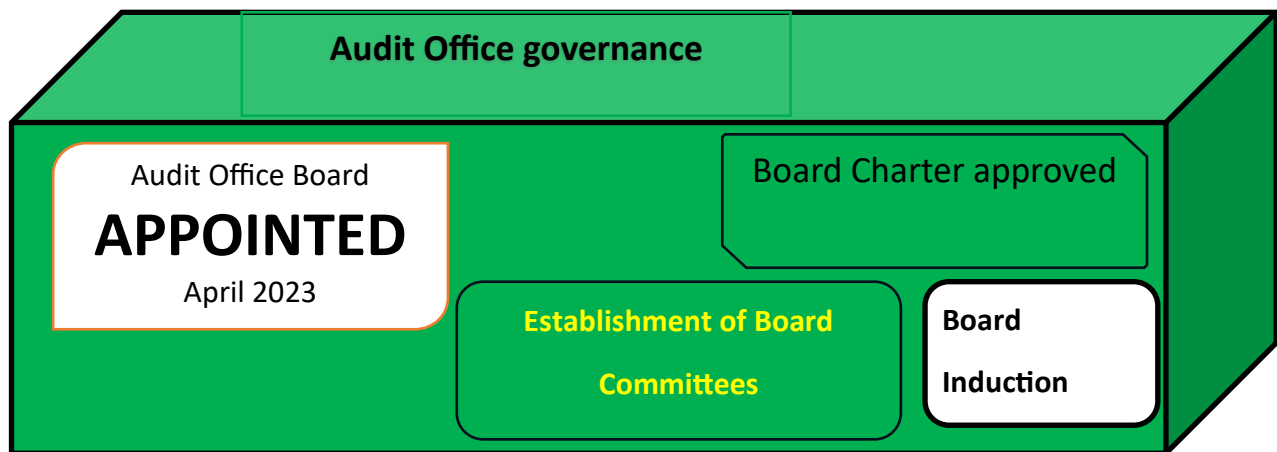 Audit Office governance
Audit Office Board
APPOINTED
April 2023
Board Charter approved
Establishment of Board
Committees
Board
Induction